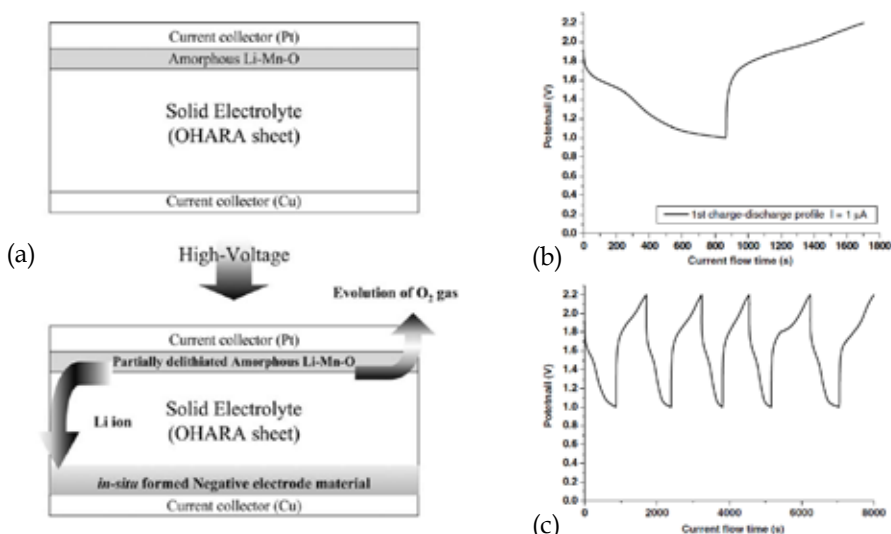 Current collector (Pt)
Amorphous Li-Mn-O
Solid Electrolyte
(OHARA sheet)
Current collector (Cu)
(a)
High-Voltage
Evolution of O₂ gas
Current collector (Pt)
Partially delithiated Amorphous Li-Mn-O
Li ion
Solid Electrolyte
(OHARA sheet)
in-situ formed Negative electrode material
Current collector (Cu)
Potetnail (V)
2.2
2.0
1.8
1.6
1.4
1.2
1.0
0.8
0.6
0.4
0.2
0.0
1st charge-discharge profile I = 1 μA
0 200 400 600 800 1000 1200 1400 1600 1800
(b)
Current flow time (s)
Potetnail (V)
2.2
2.0
1.8
1.6
1.4
1.2
1.0
0.8
0.6
0.4
0.2
0.0
0 2000 4000 6000 8000
(c)
Current flow time (s)